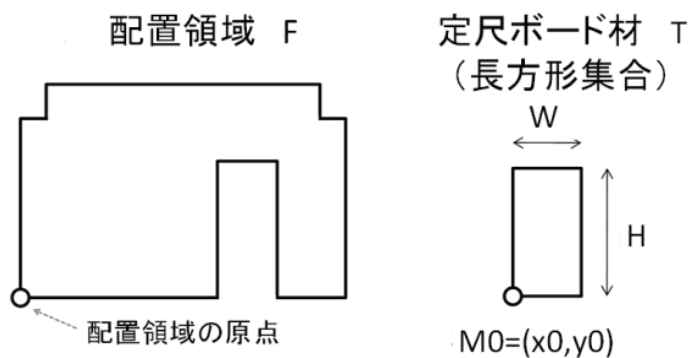 配置領域 F
定尺ボード材 T
（長方形集合）
W
H
配置領域の原点
M0=(x0,y0)